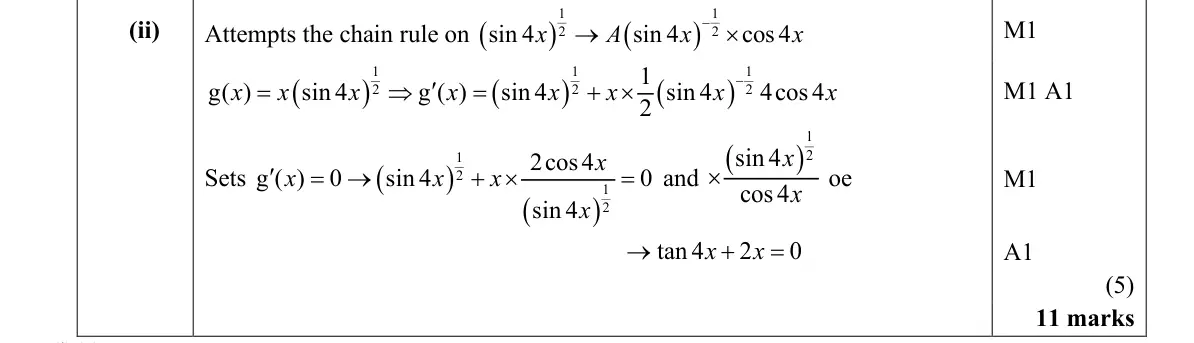 (ii) Attempts the chain rule on (sin 4x)^{1/2} → A(sin 4x)^{-1/2} × cos 4x M1
g(x) = x(sin 4x)^{1/2} ⇒ g′(x) = (sin 4x)^{1/2} + x × \frac{1}{2}(sin 4x)^{-1/2} 4cos 4x M1 A1
Sets g′(x) = 0 → (sin 4x)^{1/2} + x × \frac{2cos 4x}{(sin 4x)^{1/2}} = 0 and × \frac{(sin 4x)^{1/2}}{cos 4x} oe M1
→ tan 4x + 2x = 0 A1
(5)
11 marks